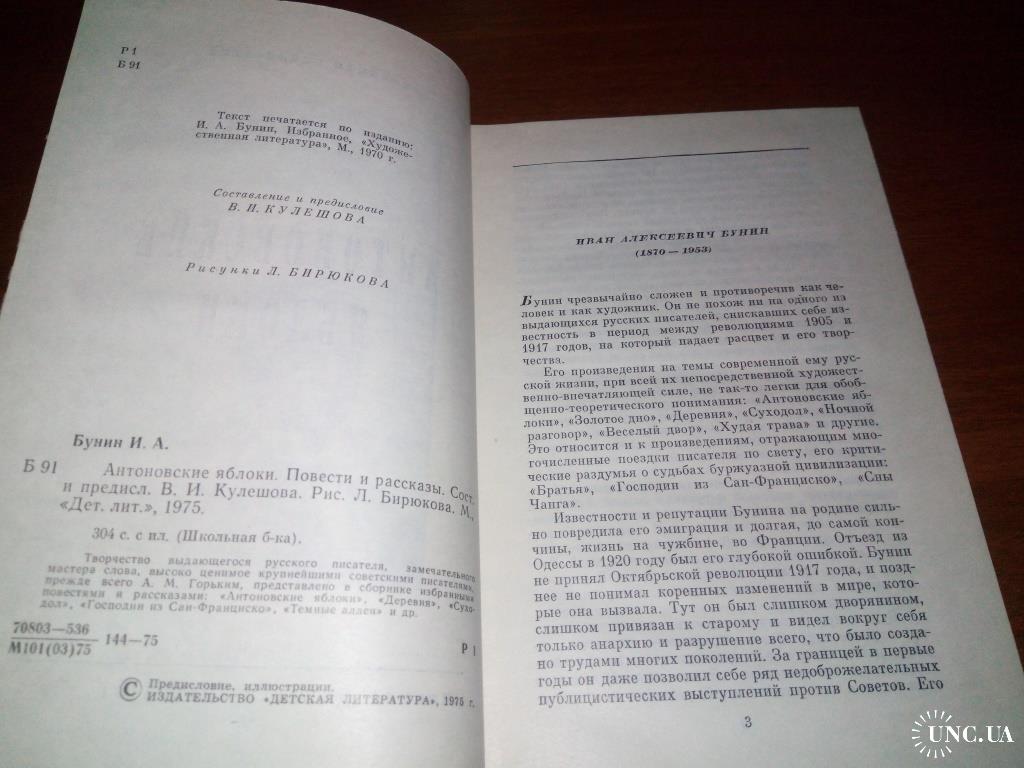 Р 1
Б 91
Текст печатается по изданию:
И. А. Бунин, Избранное, «Художе-
ственная литература», М., 1970 г.
Составление и предисловие
В. И. КУЛЕШОВА
Рисунки Л. БИРЮКОВА
Бунин И. А.
Б 91 Антоновские яблоки. Повести и рассказы. Сост.
и предисл. В. И. Кулешова. Рис. Л. Бирюкова. М.,
«Дет. лит.», 1975.
304 с. с ил. (Школьная б-ка).
Творчество выдающегося русского писателя, замечательного
мастера слова, высоко ценимое крупнейшими советскими писателями,
прежде всего А. М. Горьким, представлено в сборнике избранными
повестями и рассказами: «Антоновские яблоки», «Деревня», «Сухо-
дол», «Господин из Сан-Франциско», «Темные аллеи» и др.
70803—536
М101(03)75
144—75
Р 1
© Предисловие, иллюстрации.
ИЗДАТЕЛЬСТВО «ДЕТСКАЯ ЛИТЕРАТУРА», 1975 г.
ИВАН АЛЕКСЕЕВИЧ БУНИН
(1870 — 1953)
Бунин чрезвычайно сложен и противоречив как че-
ловек и как художник. Он не похож ни на одного из
выдающихся русских писателей, снискавших себе из-
вестность в период между революциями 1905 и
1917 годов, на который падает расцвет и его твор-
чества.
Его произведения на темы современной ему рус-
ской жизни, при всей их непосредственной художест-
венно-впечатляющей силе, не так-то легки для обоб-
щенно-теоретического понимания: «Антоновские яб-
локи», «Золотое дно», «Деревня», «Суходол», «Ночной
разговор», «Веселый двор», «Худая трава» и другие.
Это относится и к произведениям, отражающим мно-
гочисленные поездки писателя по свету, его крити-
ческие раздумья о судьбах буржуазной цивилизации:
«Братья», «Господин из Сан-Франциско», «Сны
Чанга».
Известности и репутации Бунина на родине силь-
но повредила его эмиграция и долгая, до самой кон-
чины, жизнь на чужбине, во Франции. Отъезд из
Одессы в 1920 году был его глубокой ошибкой. Бунин
не принял Октябрьской революции 1917 года, и позд-
нее не понимал коренных изменений в мире, кото-
рые она вызвала. Тут он был слишком дворянином,
слишком привязан к старому и видел вокруг себя
только анархию и разрушение всего, что было созда-
но трудами многих поколений. За границей в первые
годы он даже позволил себе ряд недоброжелательных
публицистических выступлений против Советов. Его
3
UNC.UA